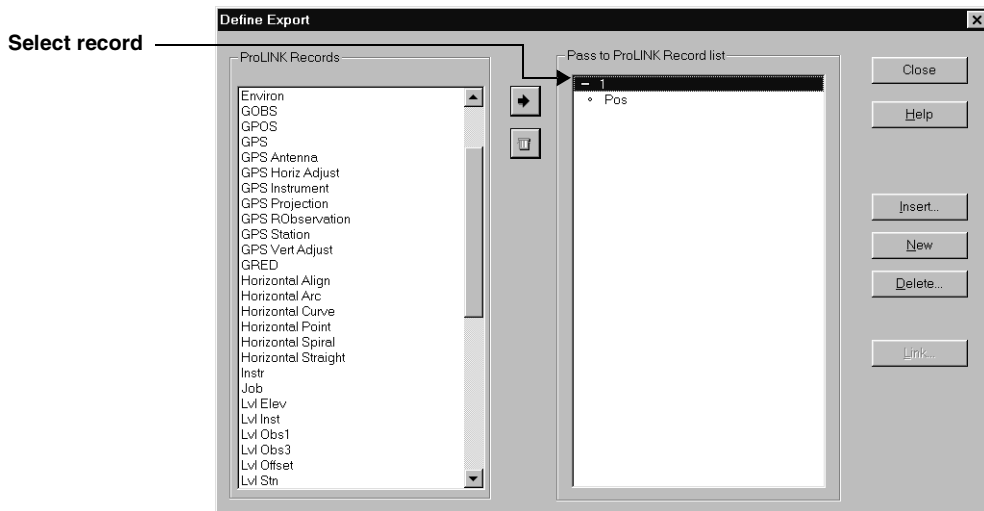 Define Export
Select record
ProLINK Records
Environ
GOBS
GPOS
GPS
GPS Antenna
GPS Horiz Adjust
GPS Instrument
GPS Projection
GPS RObservation
GPS Station
GPS Vert Adjust
GRED
Horizontal Align
Horizontal Arc
Horizontal Curve
Horizontal Point
Horizontal Spiral
Horizontal Straight
Instr
Job
Lvl Elev
Lvl Inst
Lvl Obs1
Lvl Obs3
Lvl Offset
Lvl Stn
Pass to ProLINK Record list
1
Pos
Close
Help
Insert...
New
Delete...
Link...